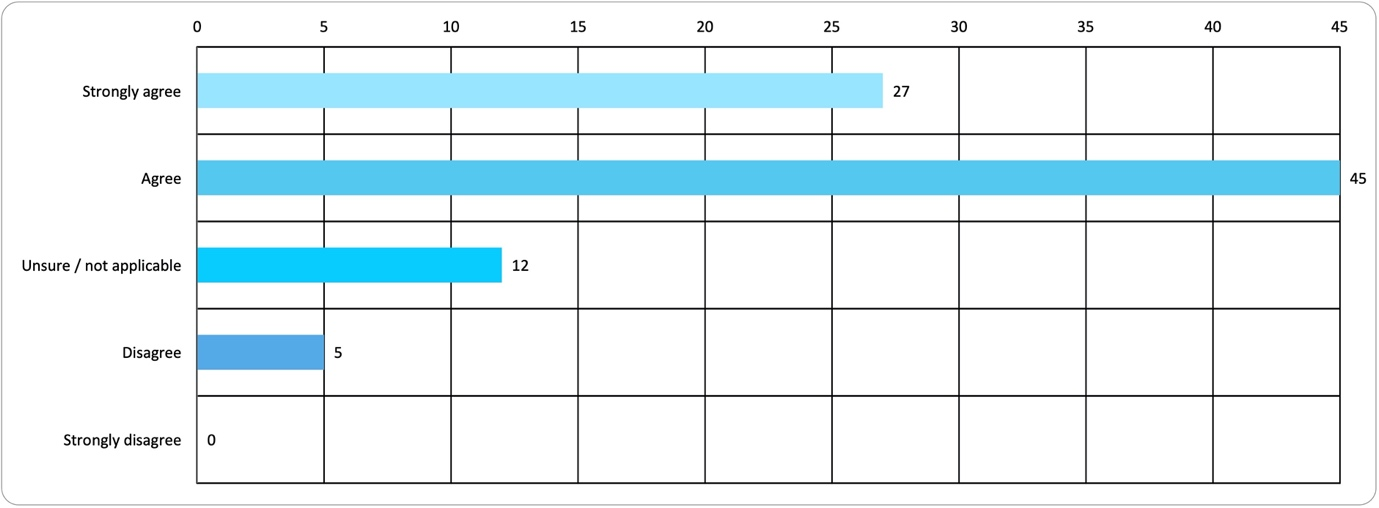 0 5 10 15 20 25 30 35 40 45
Strongly agree 27
Agree 45
Unsure / not applicable 12
Disagree 5
Strongly disagree 0